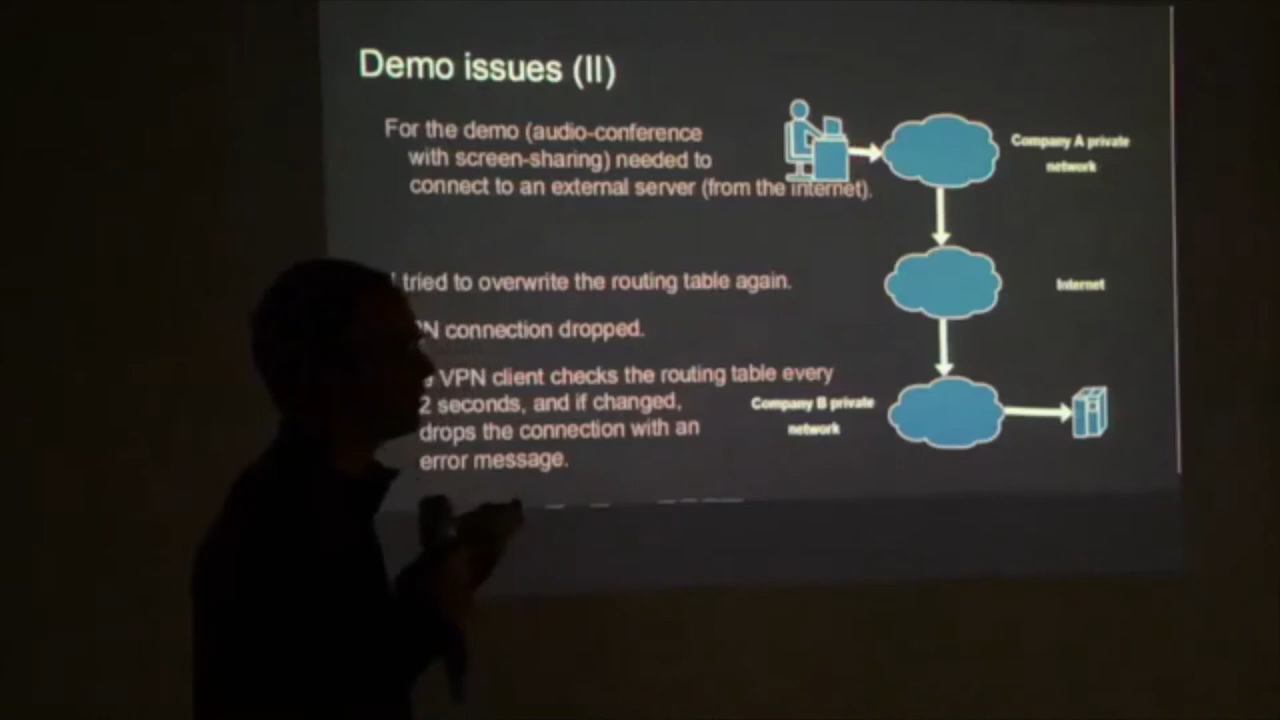 Demo issues (II)
For the demo (audio-conference
with screen-sharing) needed to
connect to an external server (from the internet).
tried to overwrite the routing table again.
N connection dropped.
VPN client checks the routing table every
2 seconds, and if changed,
drops the connection with an
error message.
Company A private
network
Internet
Company B private
network